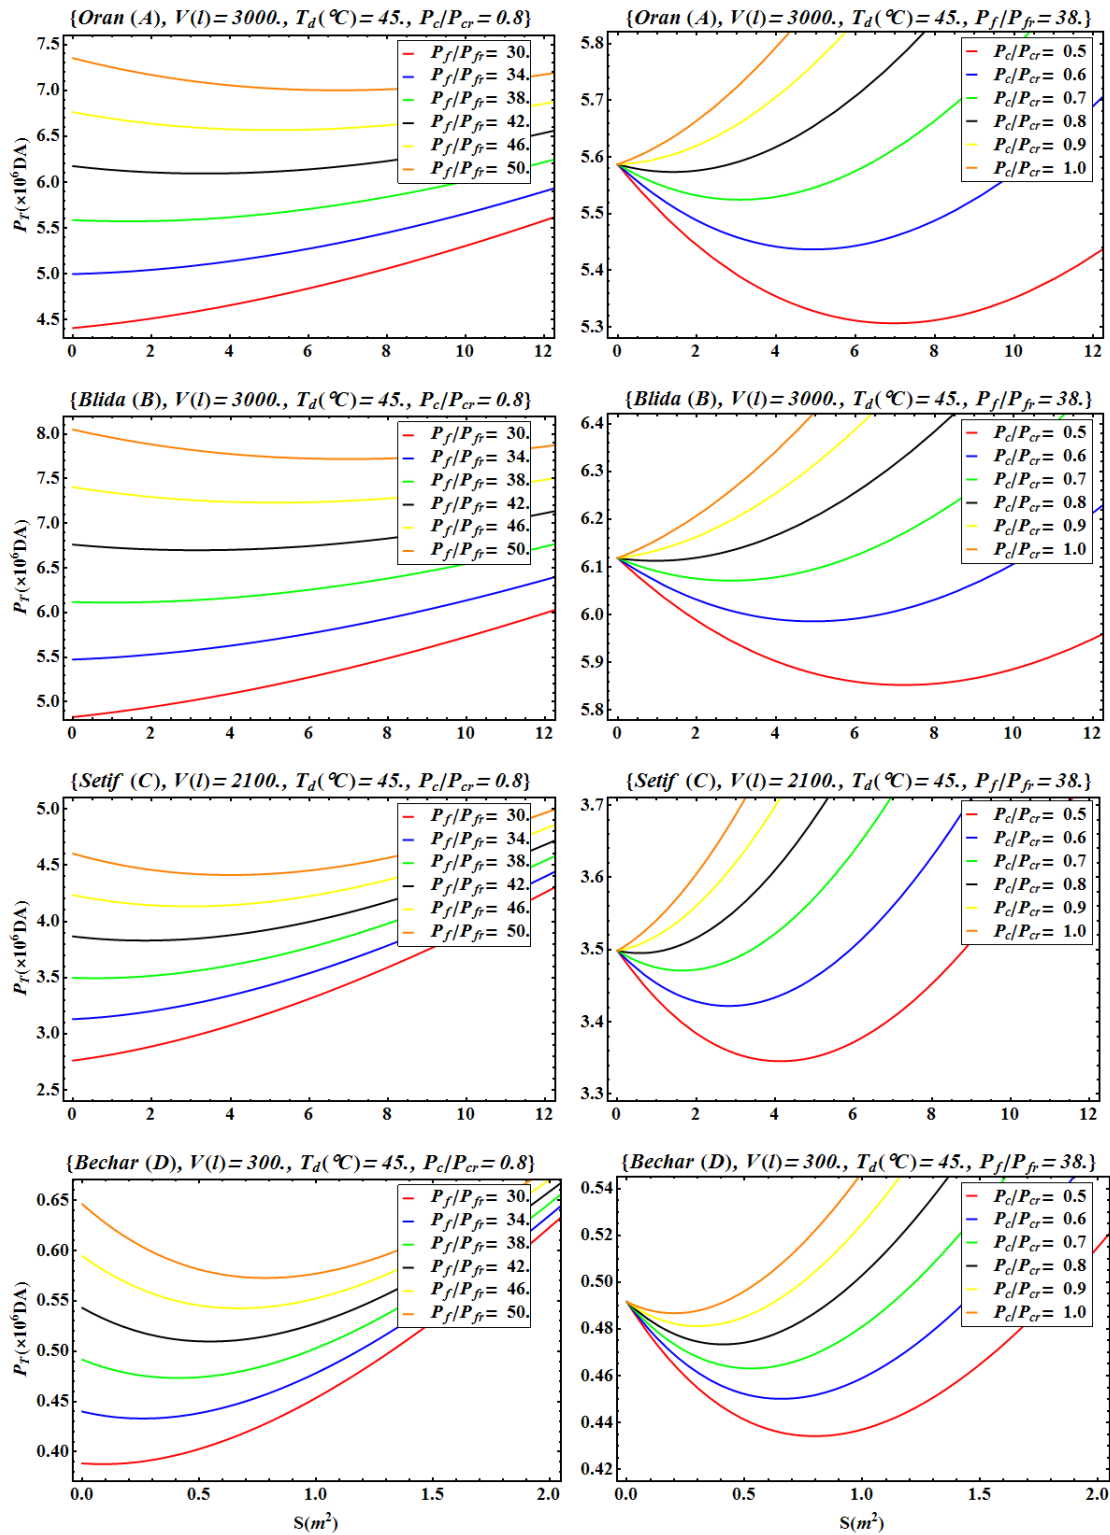 {Oran (A), V(l)= 3000., T_d(°C)= 45., P_c/P_cr= 0.8}
P_T(×10⁶DA)
7.5
7.0
6.5
6.0
5.5
5.0
4.5
P_f/P_fr= 30.
P_f/P_fr= 34.
P_f/P_fr= 38.
P_f/P_fr= 42.
P_f/P_fr= 46.
P_f/P_fr= 50.
0 2 4 6 8 10 12
{Oran (A), V(l)= 3000., T_d(°C)= 45., P_f/P_fr= 38.}
5.8
5.7
5.6
5.5
5.4
5.3
P_c/P_cr= 0.5
P_c/P_cr= 0.6
P_c/P_cr= 0.7
P_c/P_cr= 0.8
P_c/P_cr= 0.9
P_c/P_cr= 1.0
0 2 4 6 8 10 12
{Blida (B), V(l)= 3000., T_d(°C)= 45., P_c/P_cr= 0.8}
P_T(×10⁶DA)
8.0
7.5
7.0
6.5
6.0
5.5
5.0
P_f/P_fr= 30.
P_f/P_fr= 34.
P_f/P_fr= 38.
P_f/P_fr= 42.
P_f/P_fr= 46.
P_f/P_fr= 50.
0 2 4 6 8 10 12
{Blida (B), V(l)= 3000., T_d(°C)= 45., P_f/P_fr= 38.}
6.4
6.3
6.2
6.1
6.0
5.9
5.8
P_c/P_cr= 0.5
P_c/P_cr= 0.6
P_c/P_cr= 0.7
P_c/P_cr= 0.8
P_c/P_cr= 0.9
P_c/P_cr= 1.0
0 2 4 6 8 10 12
{Setif (C), V(l)= 2100., T_d(°C)= 45., P_c/P_cr= 0.8}
P_T(×10⁶DA)
5.0
4.5
4.0
3.5
3.0
2.5
P_f/P_fr= 30.
P_f/P_fr= 34.
P_f/P_fr= 38.
P_f/P_fr= 42.
P_f/P_fr= 46.
P_f/P_fr= 50.
0 2 4 6 8 10 12
{Setif (C), V(l)= 2100., T_d(°C)= 45., P_f/P_fr= 38.}
3.7
3.6
3.5
3.4
3.3
P_c/P_cr= 0.5
P_c/P_cr= 0.6
P_c/P_cr= 0.7
P_c/P_cr= 0.8
P_c/P_cr= 0.9
P_c/P_cr= 1.0
0 2 4 6 8 10 12
{Bechar (D), V(l)= 300., T_d(°C)= 45., P_c/P_cr= 0.8}
P_T(×10⁶DA)
0.65
0.60
0.55
0.50
0.45
0.40
P_f/P_fr= 30.
P_f/P_fr= 34.
P_f/P_fr= 38.
P_f/P_fr= 42.
P_f/P_fr= 46.
P_f/P_fr= 50.
0.0 0.5 1.0 1.5 2.0
S(m²)
{Bechar (D), V(l)= 300., T_d(°C)= 45., P_f/P_fr= 38.}
0.54
0.52
0.50
0.48
0.46
0.44
0.42
P_c/P_cr= 0.5
P_c/P_cr= 0.6
P_c/P_cr= 0.7
P_c/P_cr= 0.8
P_c/P_cr= 0.9
P_c/P_cr= 1.0
0.0 0.5 1.0 1.5 2.0
S(m²)